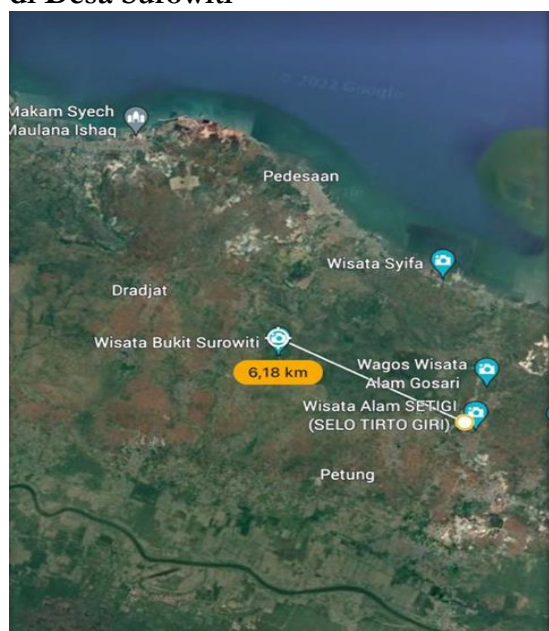 di Desa Surowiti
© 2022 Google
Makam Syech
Maulana Ishaq
Pedesaan
Wisata Syifa
Dradjat
Wisata Bukit Surowiti
6,18 km
Wagos Wisata
Alam Gosari
Wisata Alam SETIGI
(SELO TIRTO GIRI)
Petung